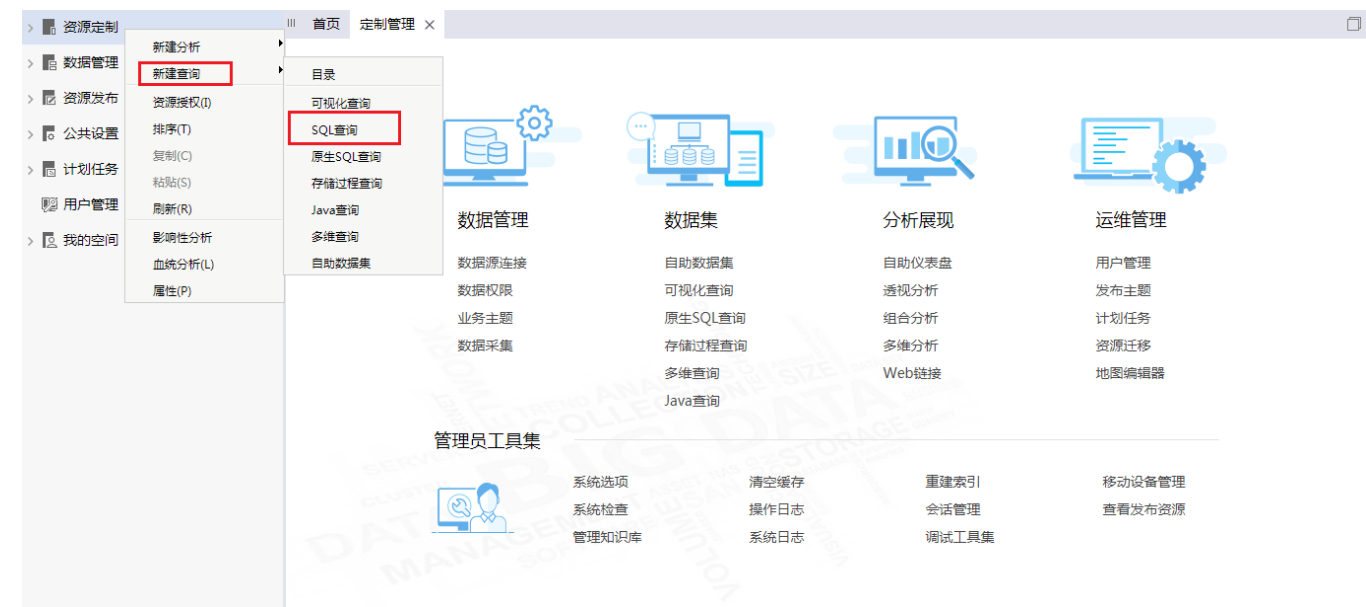 资源定制
数据管理
资源发布
公共设置
计划任务
用户管理
我的空间
首页
定制管理
新建分析
新建查询
资源授权(I)
排序(T)
复制(C)
粘贴(S)
刷新(R)
影响性分析
血统分析(L)
属性(P)
目录
可视化查询
SQL查询
原生SQL查询
存储过程查询
Java查询
多维查询
自助数据集
数据管理
数据源连接
数据权限
业务主题
数据采集
数据集
自助数据集
可视化查询
原生SQL查询
存储过程查询
多维查询
Java查询
分析展现
自助仪表盘
透视分析
组合分析
多维分析
Web链接
运维管理
用户管理
发布主题
计划任务
资源迁移
地图编辑器
管理员工具集
系统选项
清空缓存
重建索引
移动设备管理
系统检查
操作日志
会话管理
查看发布资源
管理知识库
系统日志
调试工具集
BIG DATA
COLLECTION
STORAGE
MANAGEMENT
SIZE
TREND
VOLUME